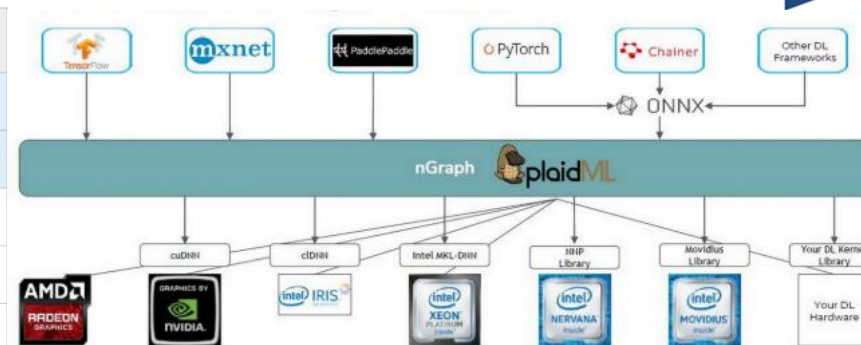 TensorFlow
mxnet
PaddlePaddle
PyTorch
Chainer
Other DL
Frameworks
ONNX
nGraph
plaidML
cuDNN
clDNN
Intel MKL-DNN
NNP
Library
Movidius
Library
Your DL Kerne
Library
AMD
RADEON
GRAPHICS
GRAPHICS BY
NVIDIA.
intel IRIS
intel
XEON
PLATINUM
inside
intel
NERVANA
inside
intel
MOVIDIUS
inside
Your DL
Hardware